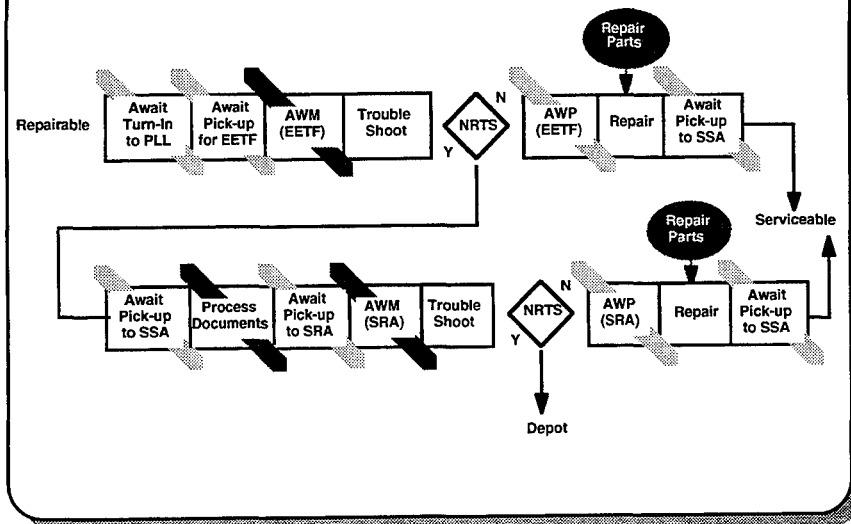 Repair
Parts
Repairable
Await
Turn-In
to PLL
Await
Pick-up
for EETF
AWM
(EETF)
Trouble
Shoot
N
NRTS
Y
AWP
(EETF)
Repair
Await
Pick-up
to SSA
Serviceable
Repair
Parts
Await
Pick-up
to SSA
Process
Documents
Await
Pick-up
to SRA
AWM
(SRA)
Trouble
Shoot
N
NRTS
Y
AWP
(SRA)
Repair
Await
Pick-up
to SSA
Depot